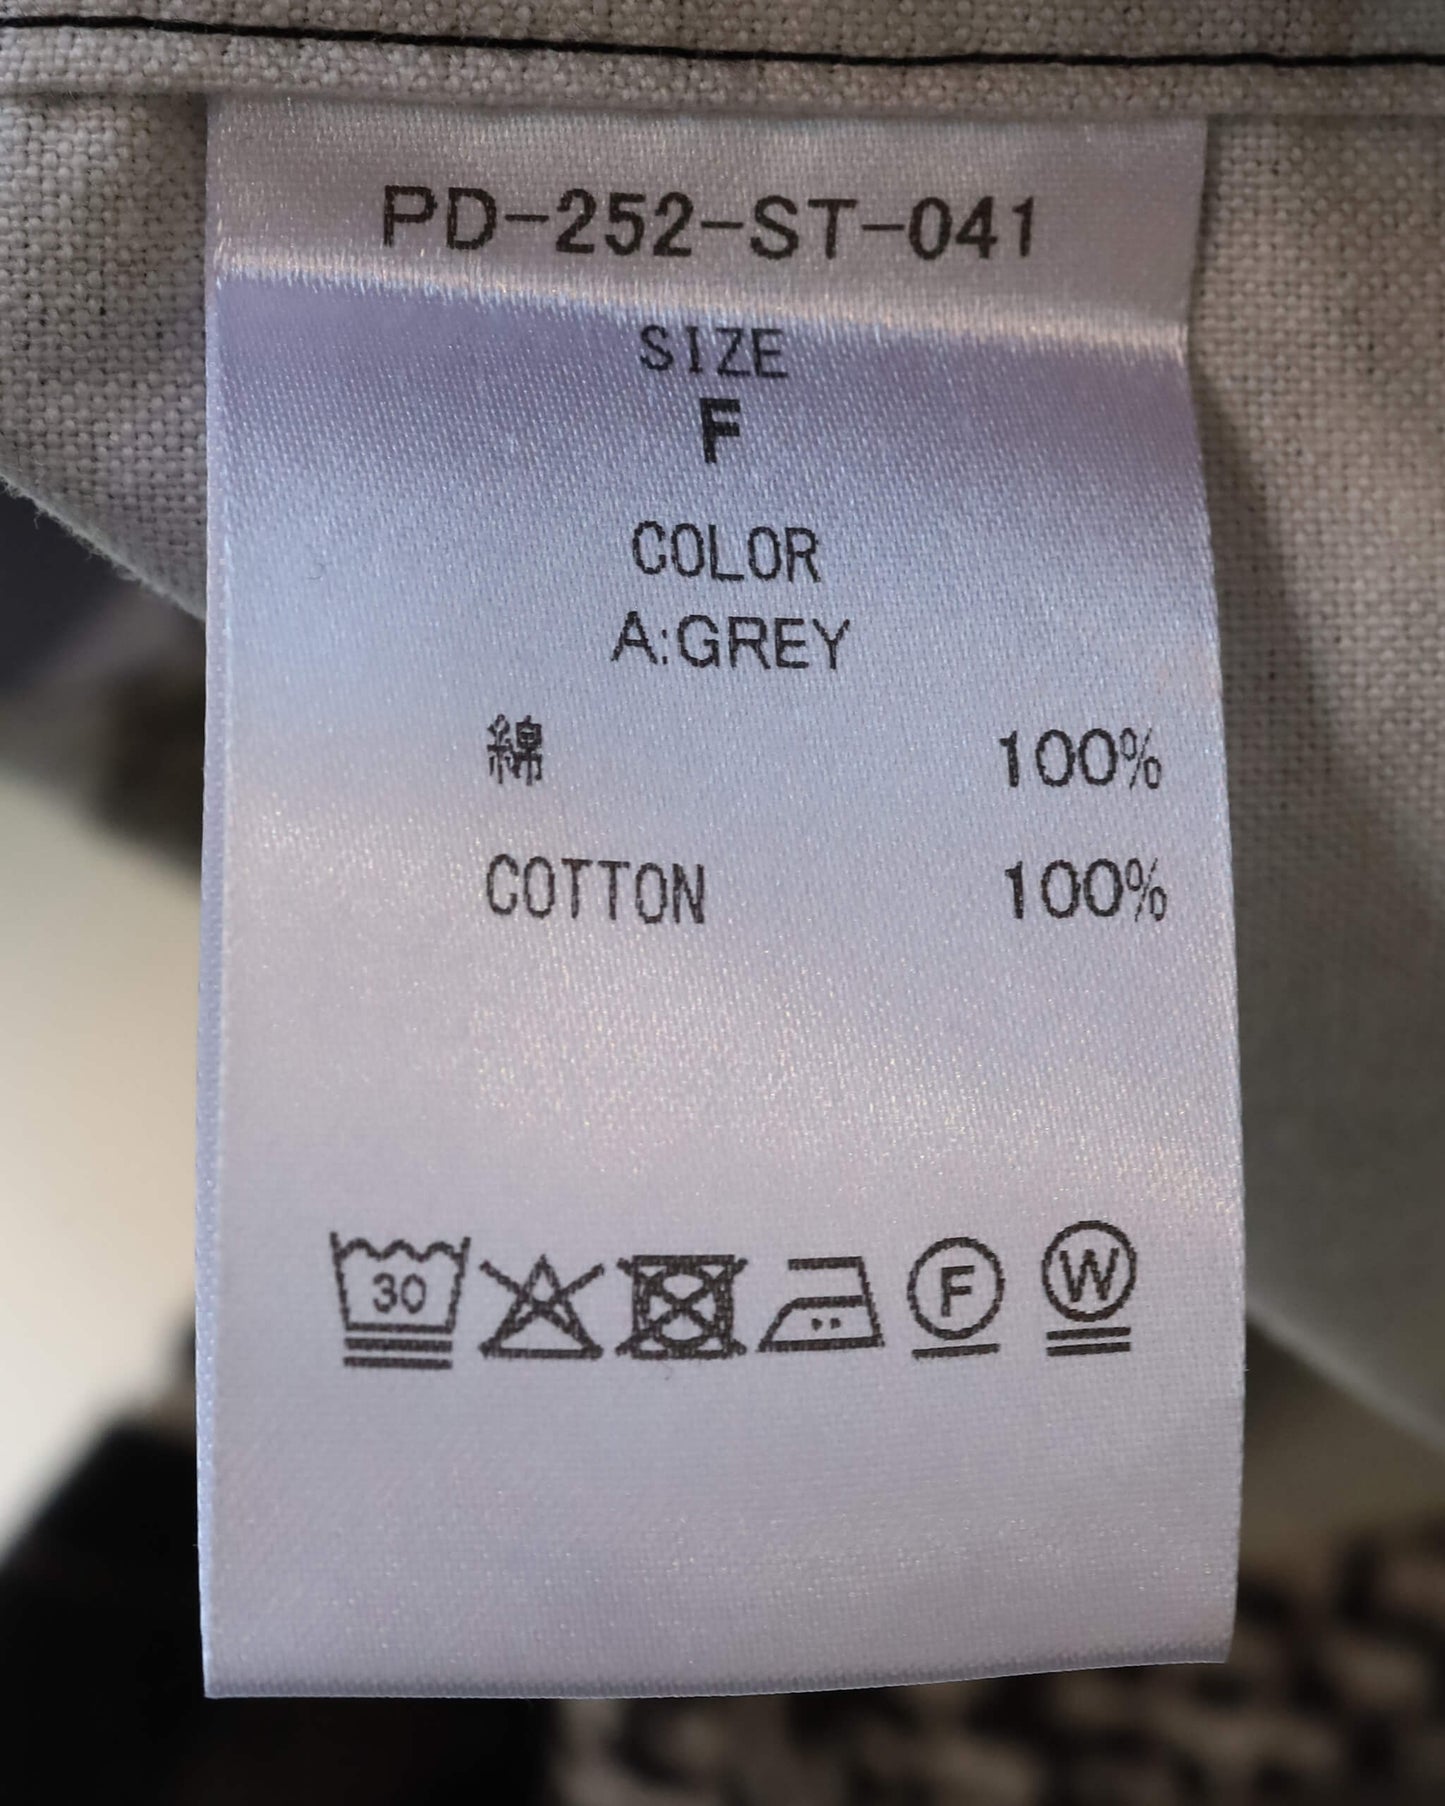 PD-252-ST-041
SIZE
F
COLOR
A:GREY
綿 100%
COTTON 100%
30 F W